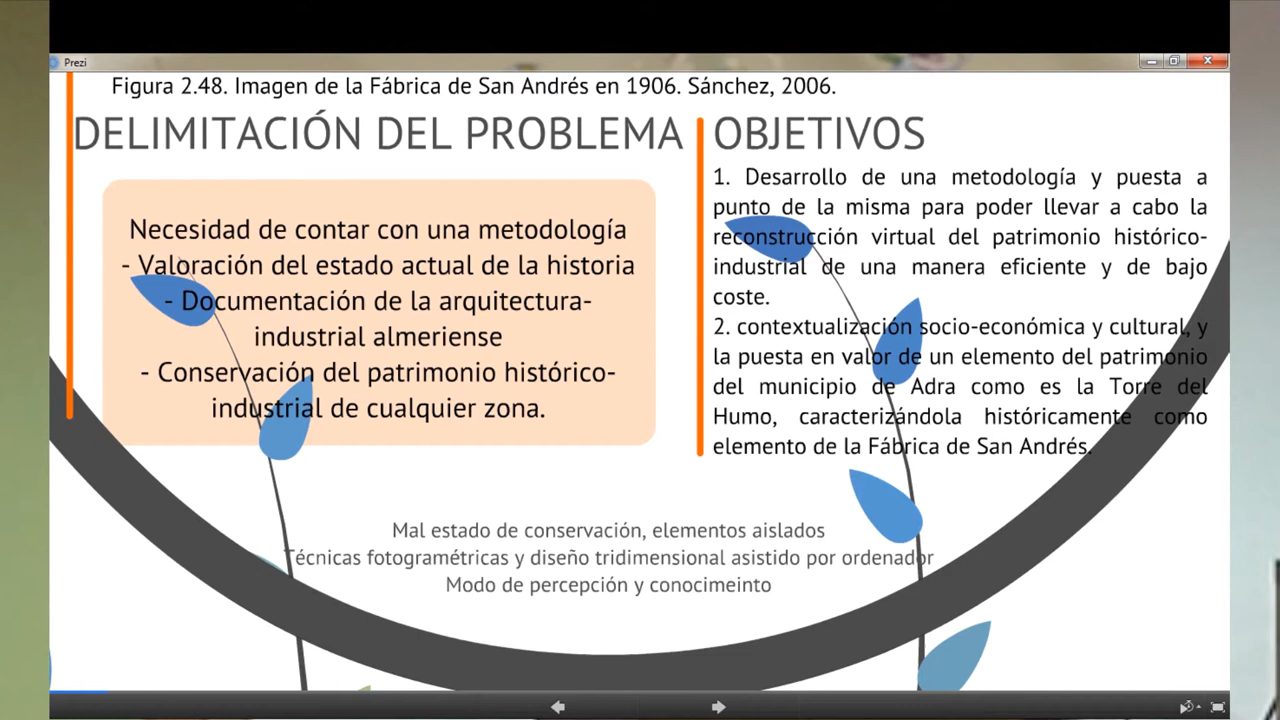 Prezi
Figura 2.48. Imagen de la Fábrica de San Andrés en 1906. Sánchez, 2006.
DELIMITACIÓN DEL PROBLEMA
Necesidad de contar con una metodología
- Valoración del estado actual de la historia
- Documentación de la arquitectura-
industrial almeriense
- Conservación del patrimonio histórico-
industrial de cualquier zona.
OBJETIVOS
1. Desarrollo de una metodología y puesta a
punto de la misma para poder llevar a cabo la
reconstrucción virtual del patrimonio histórico-
industrial de una manera eficiente y de bajo
coste.
2. contextualización socio-económica y cultural, y
la puesta en valor de un elemento del patrimonio
del municipio de Adra como es la Torre del
Humo, caracterizándola históricamente como
elemento de la Fábrica de San Andrés.
Mal estado de conservación, elementos aislados
Técnicas fotogramétricas y diseño tridimensional asistido por ordenador
Modo de percepción y conocimeinto